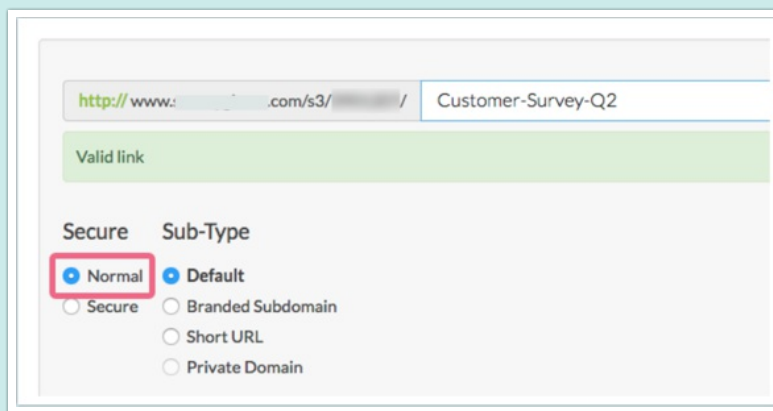 http:// www.s .com/s3/ / Customer-Survey-Q2
Valid link
Secure Sub-Type
Normal Default
Secure Branded Subdomain
Short URL
Private Domain